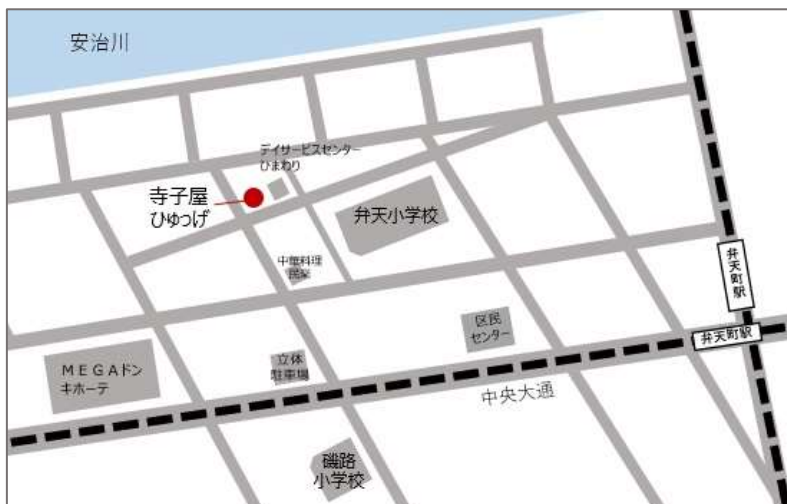 安治川
デイサービスセンター
ひまわり
寺子屋
ひゅっげ
弁天小学校
中華料理
民楽
弁天町駅
区民
センター
弁天町駅
MEGAドン
キホーテ
立体
駐車場
中央大通
磯路
小学校